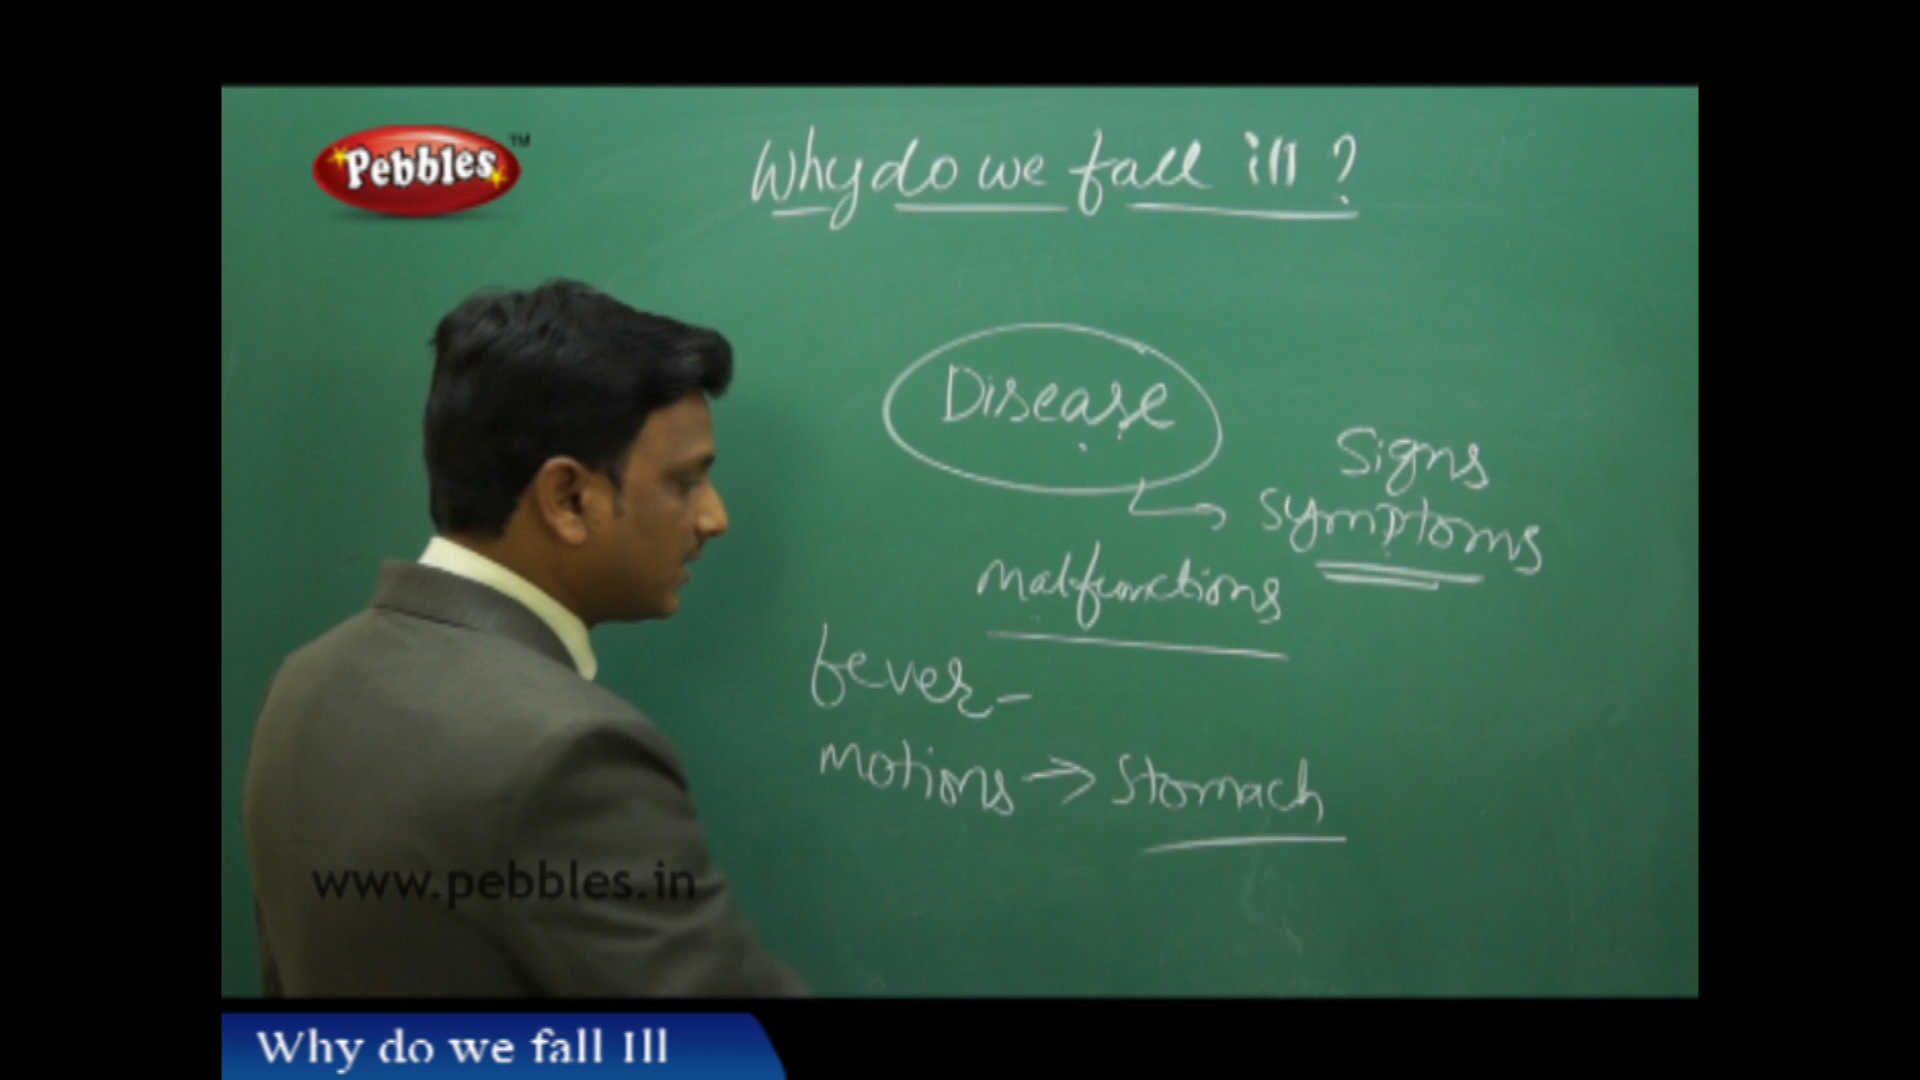 Pebbles™
Why do we fall ill ?
Disease
Signs
symptoms
malfunctions
fever -
motions → stomach
www.pebbles.in
Why do we fall Ill